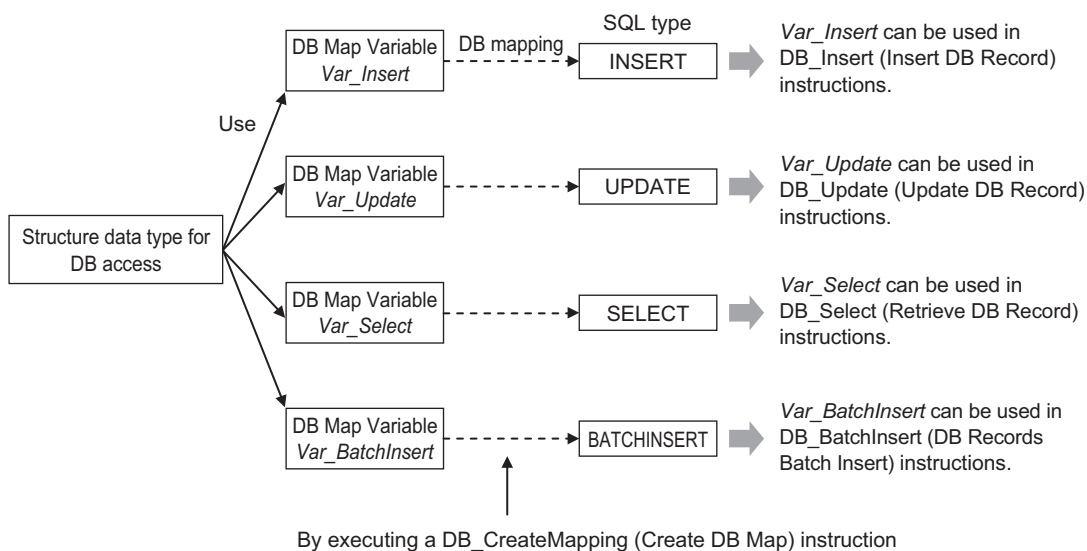 SQL type
DB Map Variable
Var_Insert
DB mapping
INSERT
Var_Insert can be used in
DB_Insert (Insert DB Record)
instructions.
Use
DB Map Variable
Var_Update
UPDATE
Var_Update can be used in
DB_Update (Update DB Record)
instructions.
Structure data type for
DB access
DB Map Variable
Var_Select
SELECT
Var_Select can be used in
DB_Select (Retrieve DB Record)
instructions.
DB Map Variable
Var_BatchInsert
BATCHINSERT
Var_BatchInsert can be used in
DB_BatchInsert (DB Records
Batch Insert) instructions.
By executing a DB_CreateMapping (Create DB Map) instruction